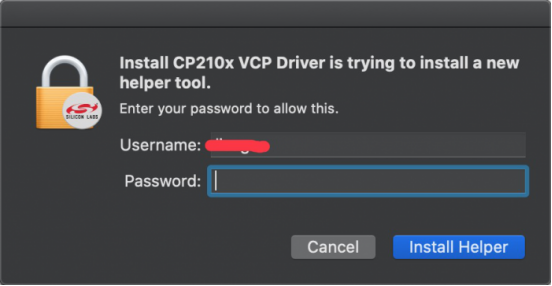 Install CP210x VCP Driver is trying to install a new
helper tool.
Enter your password to allow this.
SILICON LABS
Username:
Password:
Cancel
Install Helper